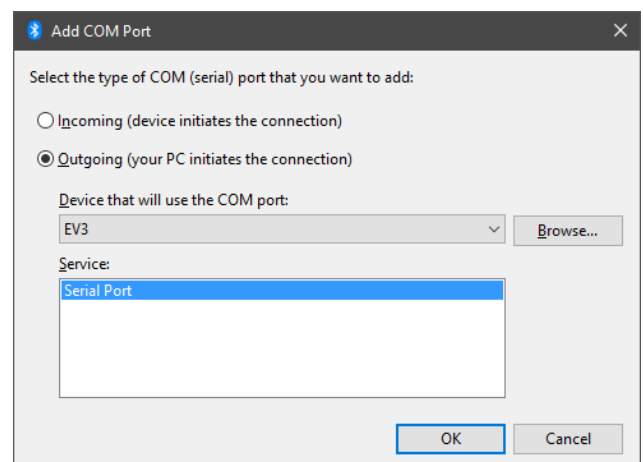 Add COM Port
Select the type of COM (serial) port that you want to add:
Incoming (device initiates the connection)
Outgoing (your PC initiates the connection)
Device that will use the COM port:
EV3
Browse...
Service:
Serial Port
OK
Cancel